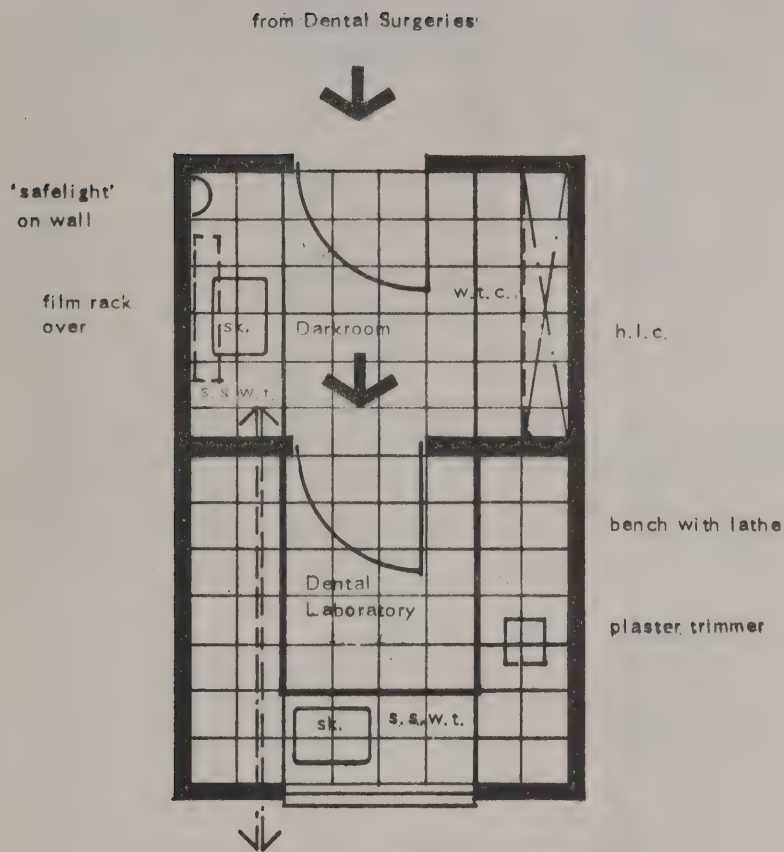 from Dental Surgeries
'safelight'
on wall
w.t.c.
film rack
over
sk.
Darkroom
h.l.c.
s.s.w.t.
bench with lathe
Dental
Laboratory
plaster trimmer
sk.
s.s.w.t.